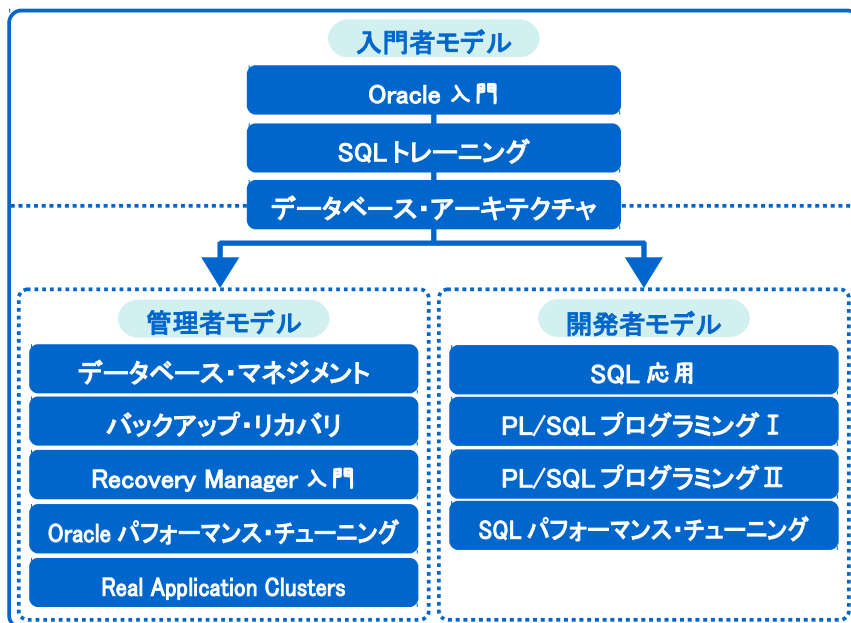 入門者モデル
Oracle 入門
SQLトレーニング
データベース・アーキテクチャ
管理者モデル
データベース・マネジメント
バックアップ・リカバリ
Recovery Manager 入門
Oracle パフォーマンス・チューニング
Real Application Clusters
開発者モデル
SQL 応用
PL/SQL プログラミング Ⅰ
PL/SQL プログラミング Ⅱ
SQL パフォーマンス・チューニング